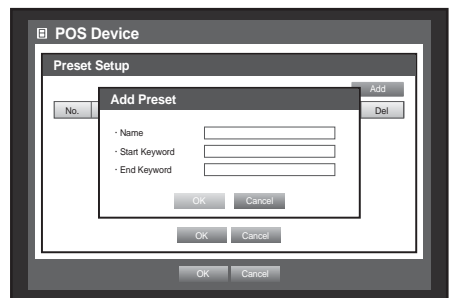 POS Device
Preset Setup
Add
No.
Del
Add Preset
· Name
· Start Keyword
· End Keyword
OK Cancel
OK Cancel
OK Cancel